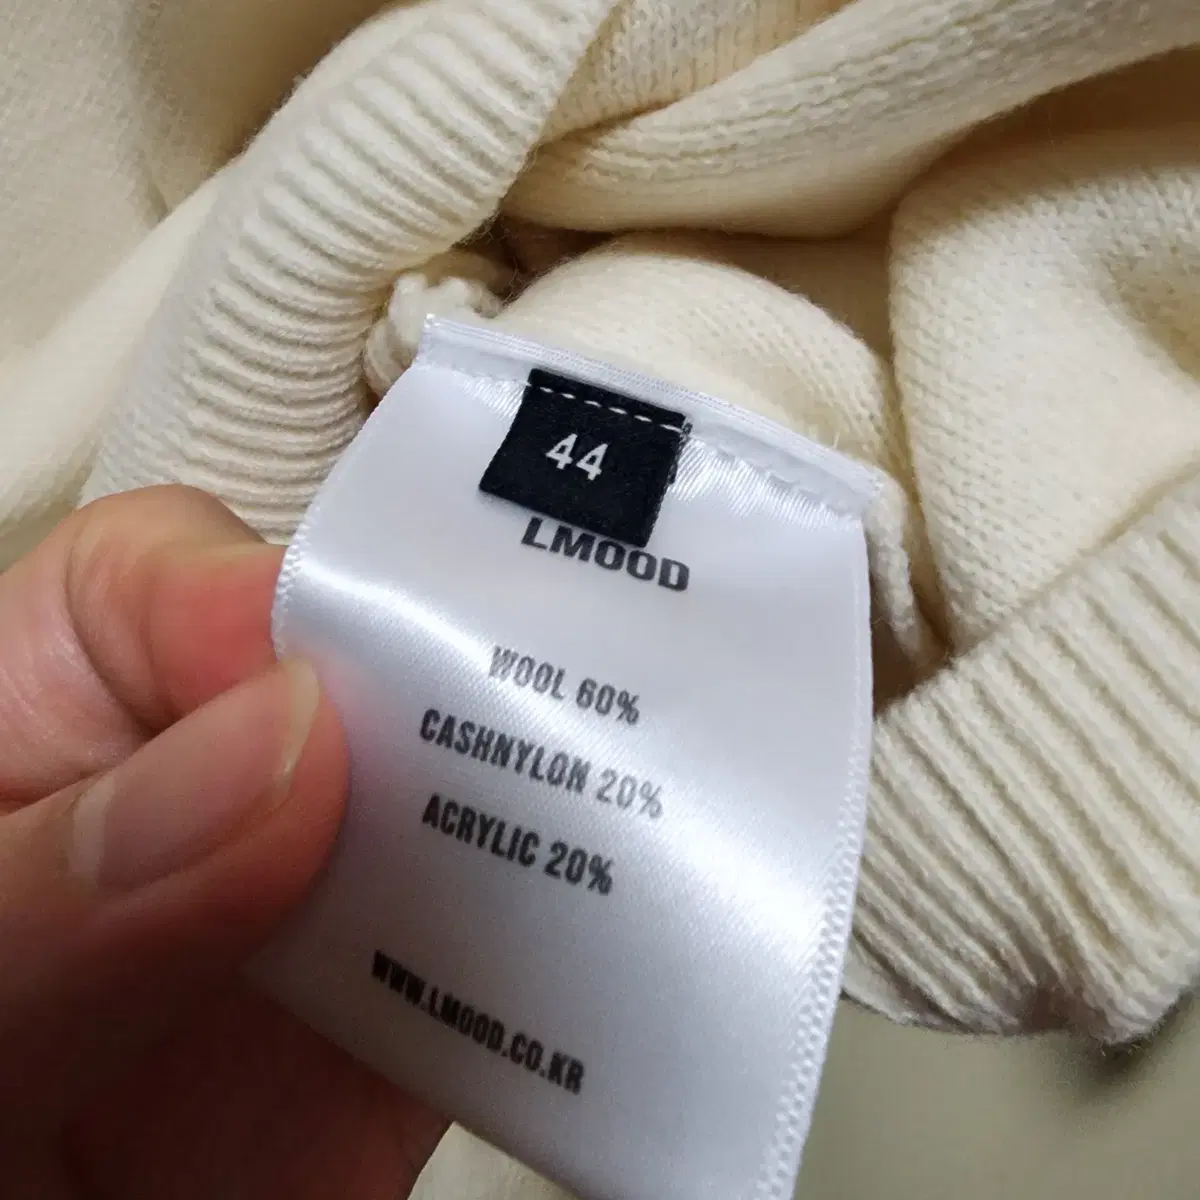 44
LMOOD
WOOL 60%
CASHNYLON 20%
ACRYLIC 20%
WWW.LMOOD.CO.KR